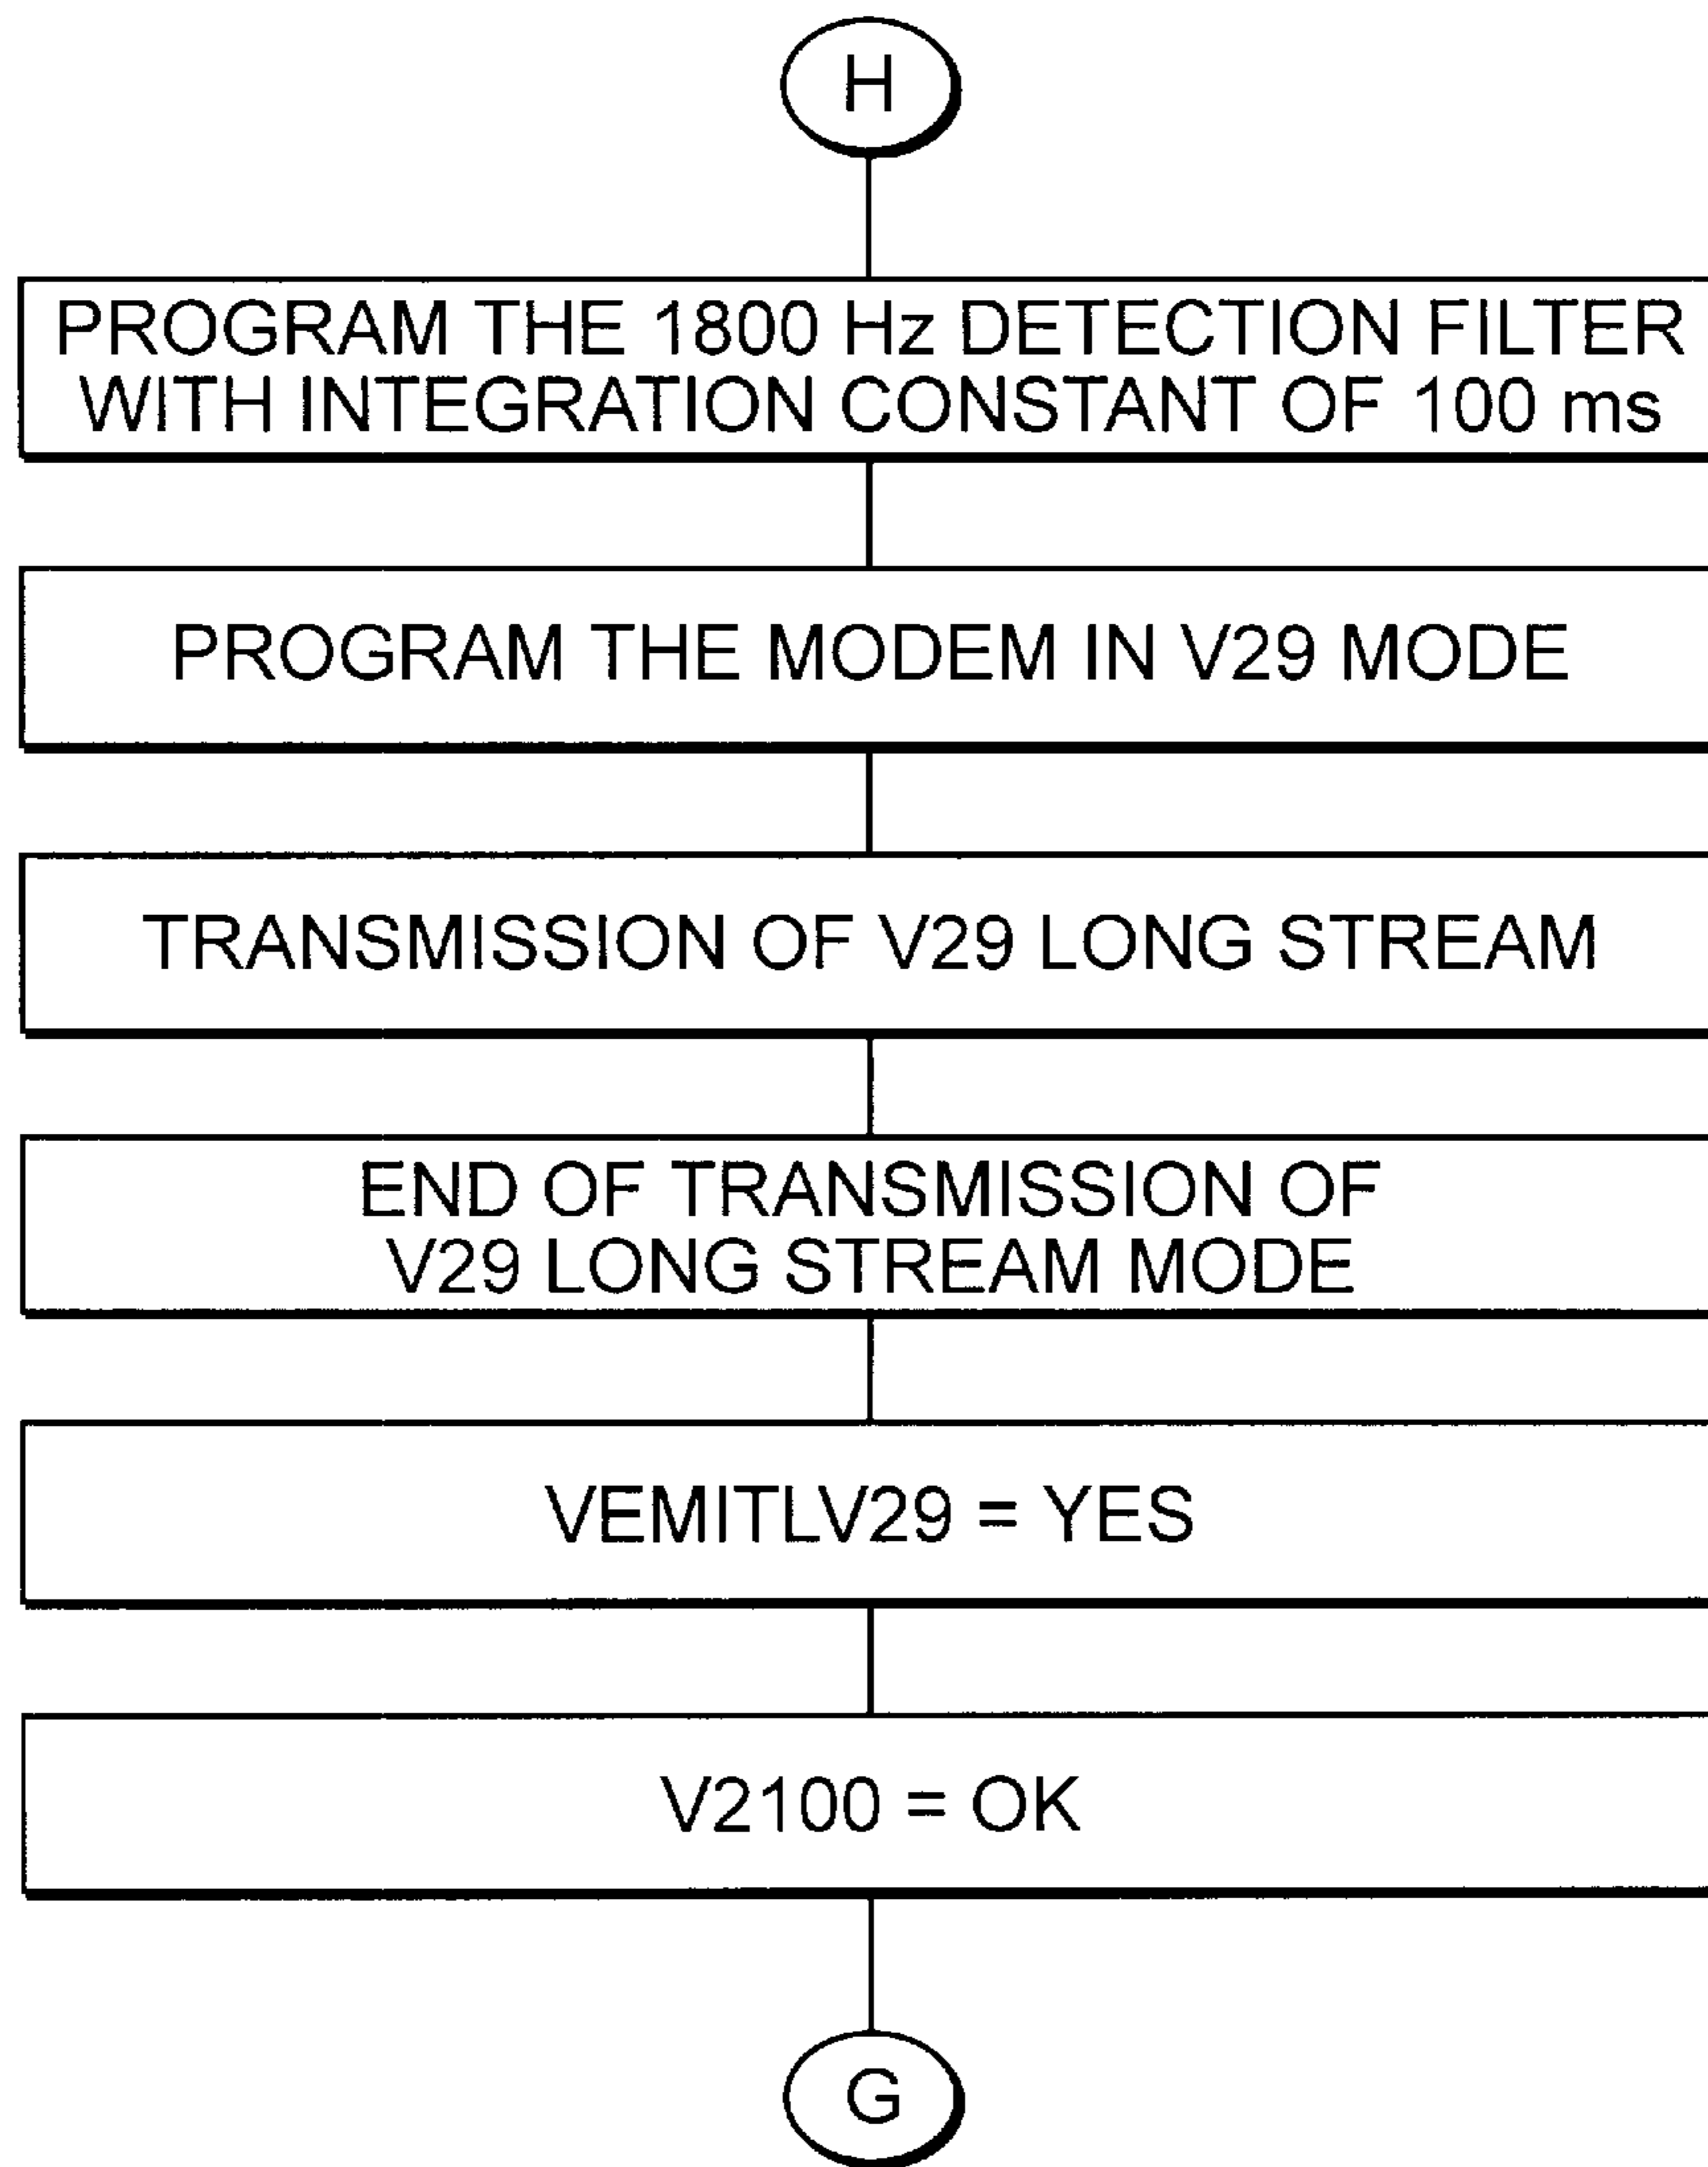 H
PROGRAM THE 1800 Hz DETECTION FILTER
WITH INTEGRATION CONSTANT OF 100 ms
PROGRAM THE MODEM IN V29 MODE
TRANSMISSION OF V29 LONG STREAM
END OF TRANSMISSION OF
V29 LONG STREAM MODE
VEMITLV29 = YES
V2100 = OK
G